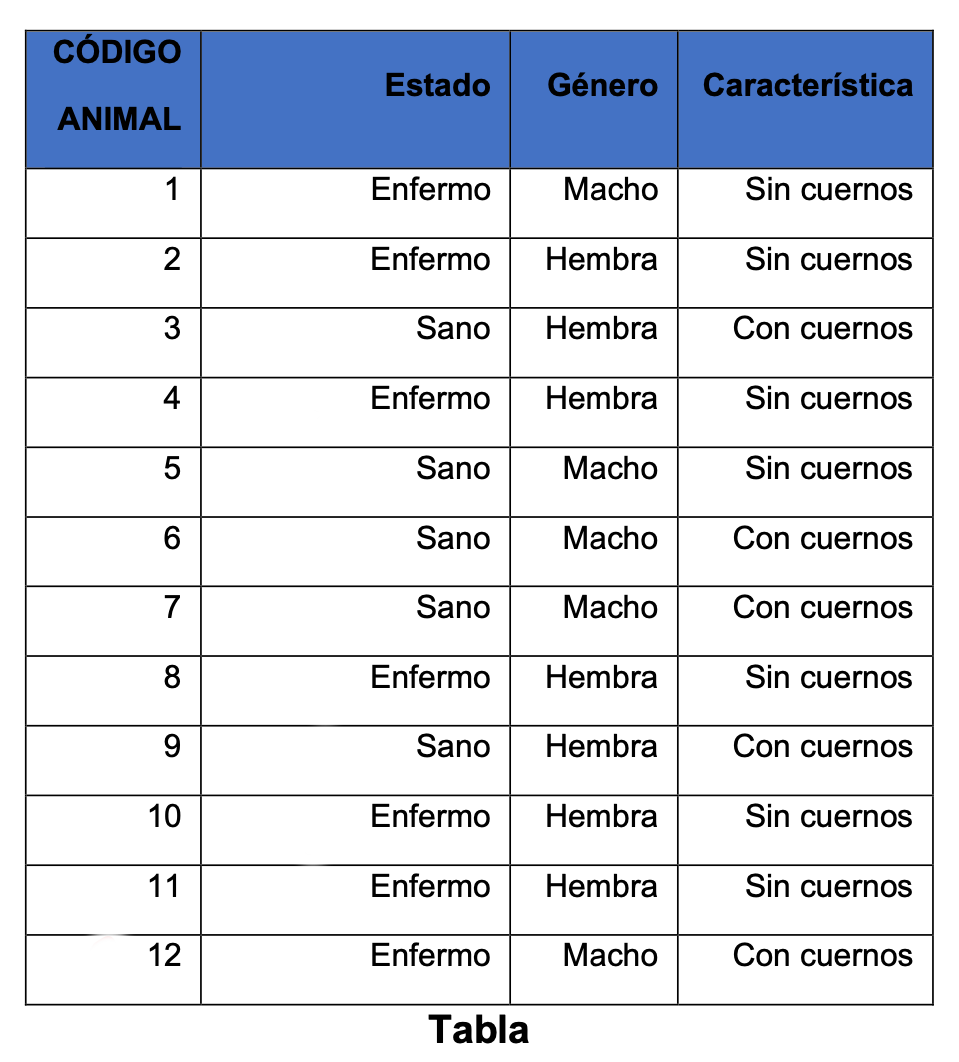 CÓDIGO
ANIMAL Estado Género Característica
1 Enfermo Macho Sin cuernos
2 Enfermo Hembra Sin cuernos
3 Sano Hembra Con cuernos
4 Enfermo Hembra Sin cuernos
5 Sano Macho Sin cuernos
6 Sano Macho Con cuernos
7 Sano Macho Con cuernos
8 Enfermo Hembra Sin cuernos
9 Sano Hembra Con cuernos
10 Enfermo Hembra Sin cuernos
11 Enfermo Hembra Sin cuernos
12 Enfermo Macho Con cuernos
Tabla